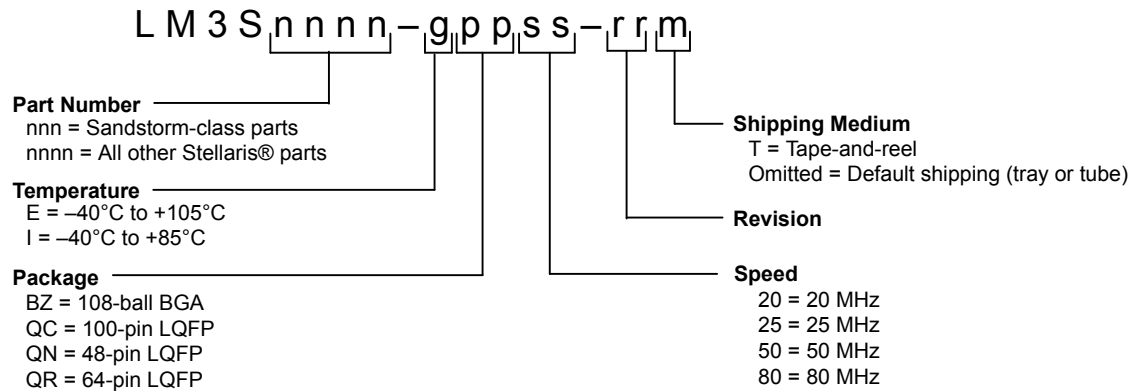 LM3Snnnn–gppss–rrm
Part Number
nnn = Sandstorm-class parts
nnnn = All other Stellaris® parts
Temperature
E = –40°C to +105°C
I = –40°C to +85°C
Package
BZ = 108-ball BGA
QC = 100-pin LQFP
QN = 48-pin LQFP
QR = 64-pin LQFP
Shipping Medium
T = Tape-and-reel
Omitted = Default shipping (tray or tube)
Revision
Speed
20 = 20 MHz
25 = 25 MHz
50 = 50 MHz
80 = 80 MHz